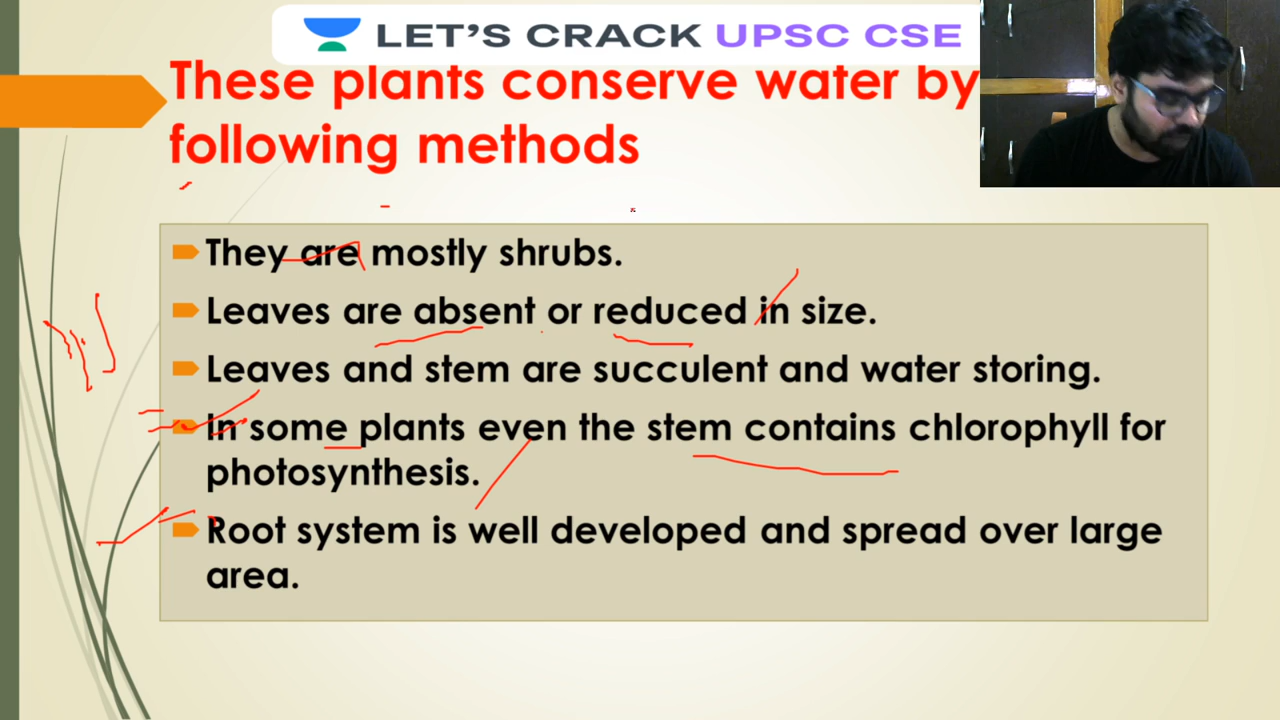 LET'S CRACK UPSC CSE
These plants conserve water by
following methods
They are mostly shrubs.
Leaves are absent or reduced in size.
Leaves and stem are succulent and water storing.
In some plants even the stem contains chlorophyll for
photosynthesis.
Root system is well developed and spread over large
area.